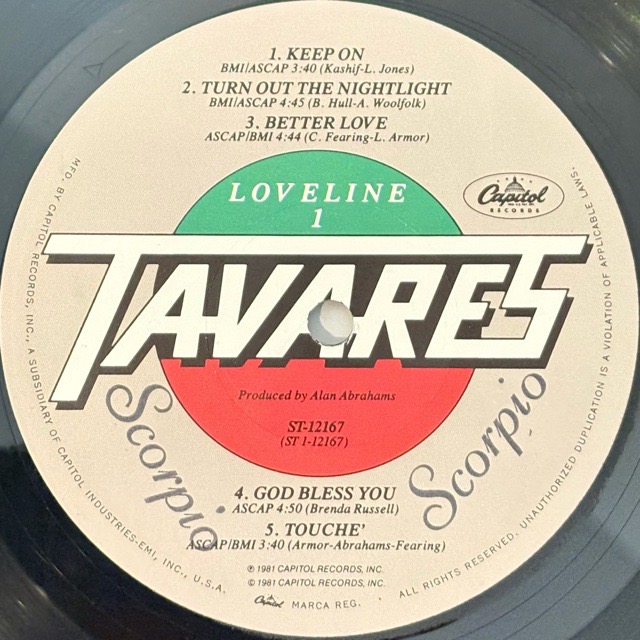 1. KEEP ON
BMI/ASCAP 3:40 (Kashif-L. Jones)
2. TURN OUT THE NIGHTLIGHT
BMI/ASCAP 4:45 (B. Hull-A. Woolfolk)
3. BETTER LOVE
ASCAP/BMI 4:44 (C. Fearing-L. Armor)
LOVELINE
1
Capitol
RECORDS
TAVARES
Produced by Alan Abrahams
ST-12167
(ST 1-12167)
Scorpio
Scorpio
4. GOD BLESS YOU
ASCAP 4:50 (Brenda Russell)
5. TOUCHE'
ASCAP/BMI 3:40 (Armor-Abrahams-Fearing)
℗ 1981 CAPITOL RECORDS, INC.
© 1981 CAPITOL RECORDS, INC.
Capitol MARCA REG.
MFD. BY CAPITOL RECORDS, INC., A SUBSIDIARY OF CAPITOL INDUSTRIES-EMI, INC., U.S.A.
ALL RIGHTS RESERVED. UNAUTHORIZED DUPLICATION IS A VIOLATION OF APPLICABLE LAWS.